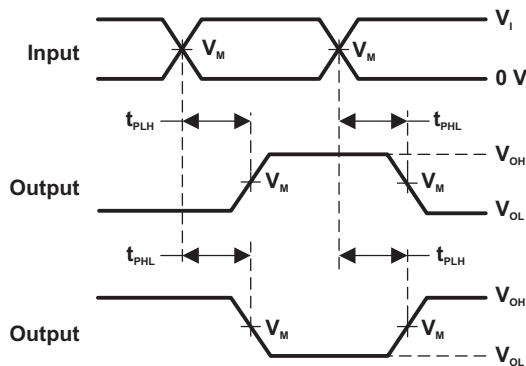 V_I
Input V_M V_M
0 V
t_PLH t_PHL
V_OH
Output V_M V_M
V_OL
t_PHL t_PLH
V_OH
Output V_M V_M
V_OL